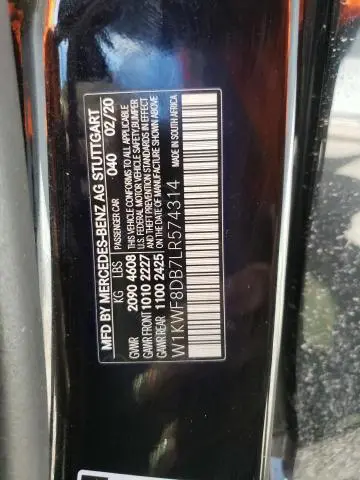 MFD BY MERCEDES-BENZ AG STUTTGART
PASSENGER CAR 040 02/20
KG LBS
GVWR 2090 4608
GAWR FRONT 1010 2227
GAWR REAR 1100 2425
THIS VEHICLE CONFORMS TO ALL APPLICABLE
U.S. FEDERAL MOTOR VEHICLE SAFETY, BUMPER
AND THEFT PREVENTION STANDARDS IN EFFECT
ON THE DATE OF MANUFACTURE SHOWN ABOVE
MADE IN SOUTH AFRICA
W1KWF8DB7LR574314